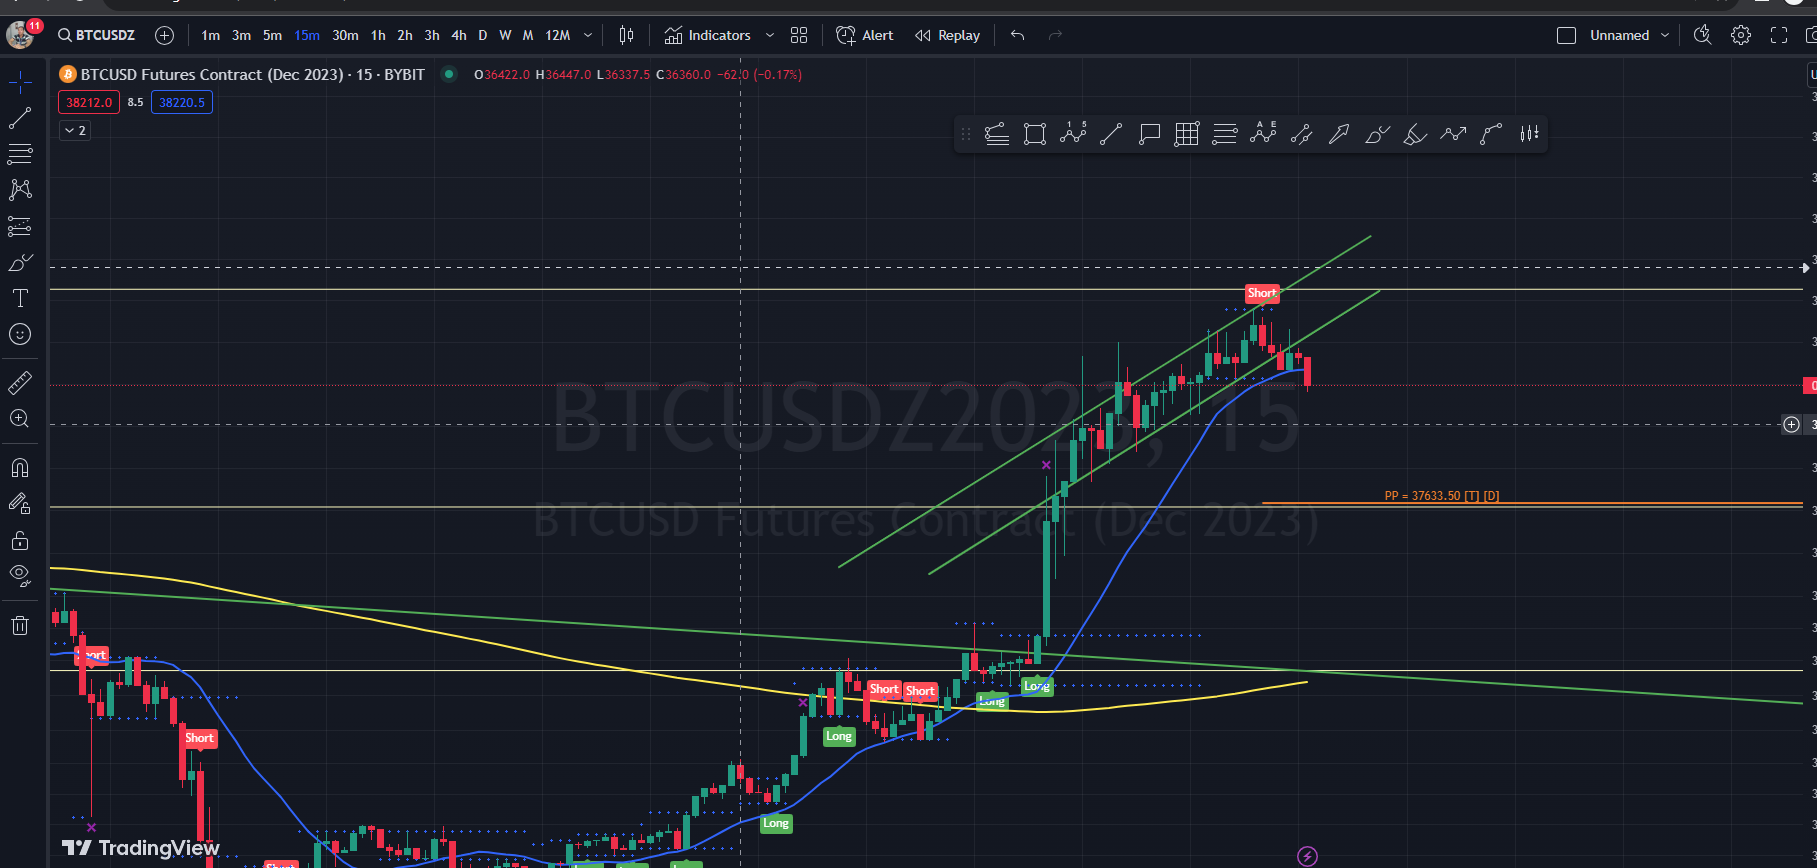 11
BTCUSDZ 1m 3m 5m 15m 30m 1h 2h 3h 4h D W M 12M Indicators Alert Replay Unnamed
BTCUSD Futures Contract (Dec 2023) · 15 · BYBIT O36422.0 H36447.0 L36337.5 C36360.0 −62.0 (−0.17%)
38212.0 8.5 38220.5
2
1 5 A E
Short
BTCUSDZ2023, 15
PP = 37633.50 [T] [D]
BTCUSD Futures Contract (Dec 2023)
Short
Long
Short Short
Long
Short
Long
Long
TradingView